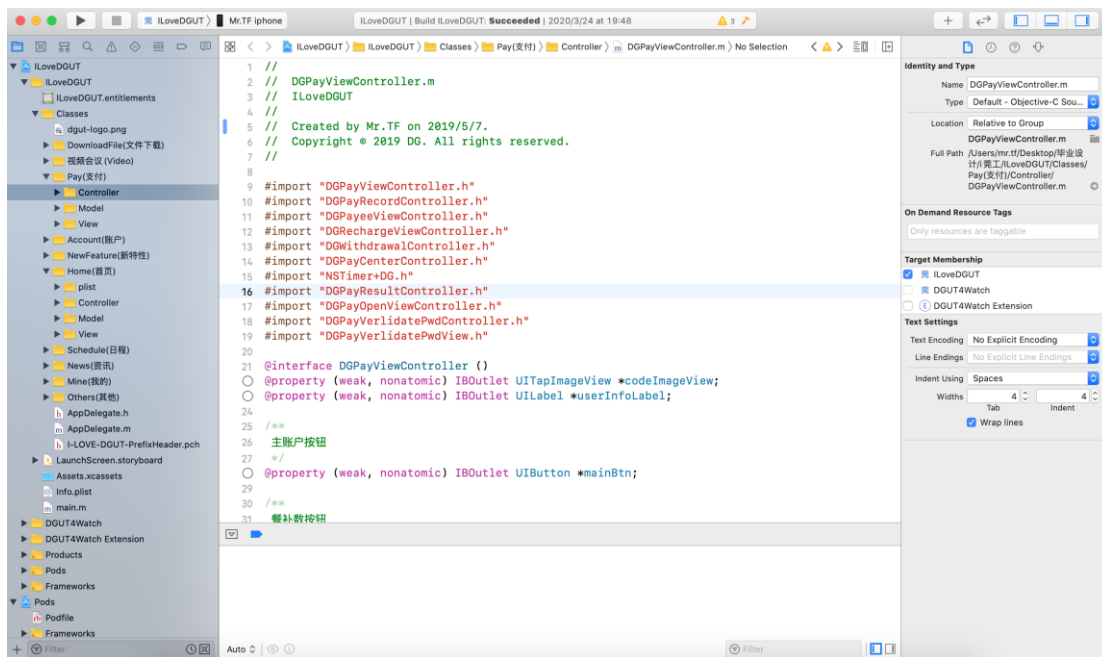 ILoveDGUT 〉 Mr.TF iphone
ILoveDGUT | Build ILoveDGUT: Succeeded | 2020/3/24 at 19:48
3
ILoveDGUT 〉 ILoveDGUT 〉 Classes 〉 Pay(支付) 〉 Controller 〉 DGPayViewController.m 〉 No Selection
ILoveDGUT
ILoveDGUT
ILoveDGUT.entitlements
Classes
dgut-logo.png
DownloadFile(文件下载)
视频会议 (Video)
Pay(支付)
Controller
Model
View
Account(账户)
NewFeature(新特性)
Home(首页)
plist
Controller
Model
View
Schedule(日程)
News(资讯)
Mine(我的)
Others(其他)
AppDelegate.h
AppDelegate.m
I-LOVE-DGUT-PrefixHeader.pch
LaunchScreen.storyboard
Assets.xcassets
Info.plist
main.m
DGUT4Watch
DGUT4Watch Extension
Products
Pods
Frameworks
Pods
Podfile
Frameworks
Filter
1 //
2 // DGPayViewController.m
3 // ILoveDGUT
4 //
5 // Created by Mr.TF on 2019/5/7.
6 // Copyright © 2019 DG. All rights reserved.
7 //
8
9 #import "DGPayViewController.h"
10 #import "DGPayRecordController.h"
11 #import "DGPayeeViewController.h"
12 #import "DGRechargeViewController.h"
13 #import "DGWithdrawalController.h"
14 #import "DGPayCenterController.h"
15 #import "NSTimer+DG.h"
16 #import "DGPayResultController.h"
17 #import "DGPayOpenViewController.h"
18 #import "DGPayVerlidatePwdController.h"
19 #import "DGPayVerlidatePwdView.h"
20
21 @interface DGPayViewController ()
@property (weak, nonatomic) IBOutlet UITapImageView *codeImageView;
@property (weak, nonatomic) IBOutlet UILabel *userInfoLabel;
24
25 /**
26 主账户按钮
27 */
@property (weak, nonatomic) IBOutlet UIButton *mainBtn;
29
30 /**
31 餐补数按钮
Auto
Filter
Identity and Type
Name DGPayViewController.m
Type Default - Objective-C Sou...
Location Relative to Group
DGPayViewController.m
Full Path /Users/mr.tf/Desktop/毕业设
计/i莞工/ILoveDGUT/Classes/
Pay(支付)/Controller/
DGPayViewController.m
On Demand Resource Tags
Only resources are taggable
Target Membership
ILoveDGUT
DGUT4Watch
E DGUT4Watch Extension
Text Settings
Text Encoding No Explicit Encoding
Line Endings No Explicit Line Endings
Indent Using Spaces
Widths 4 4
Tab Indent
Wrap lines